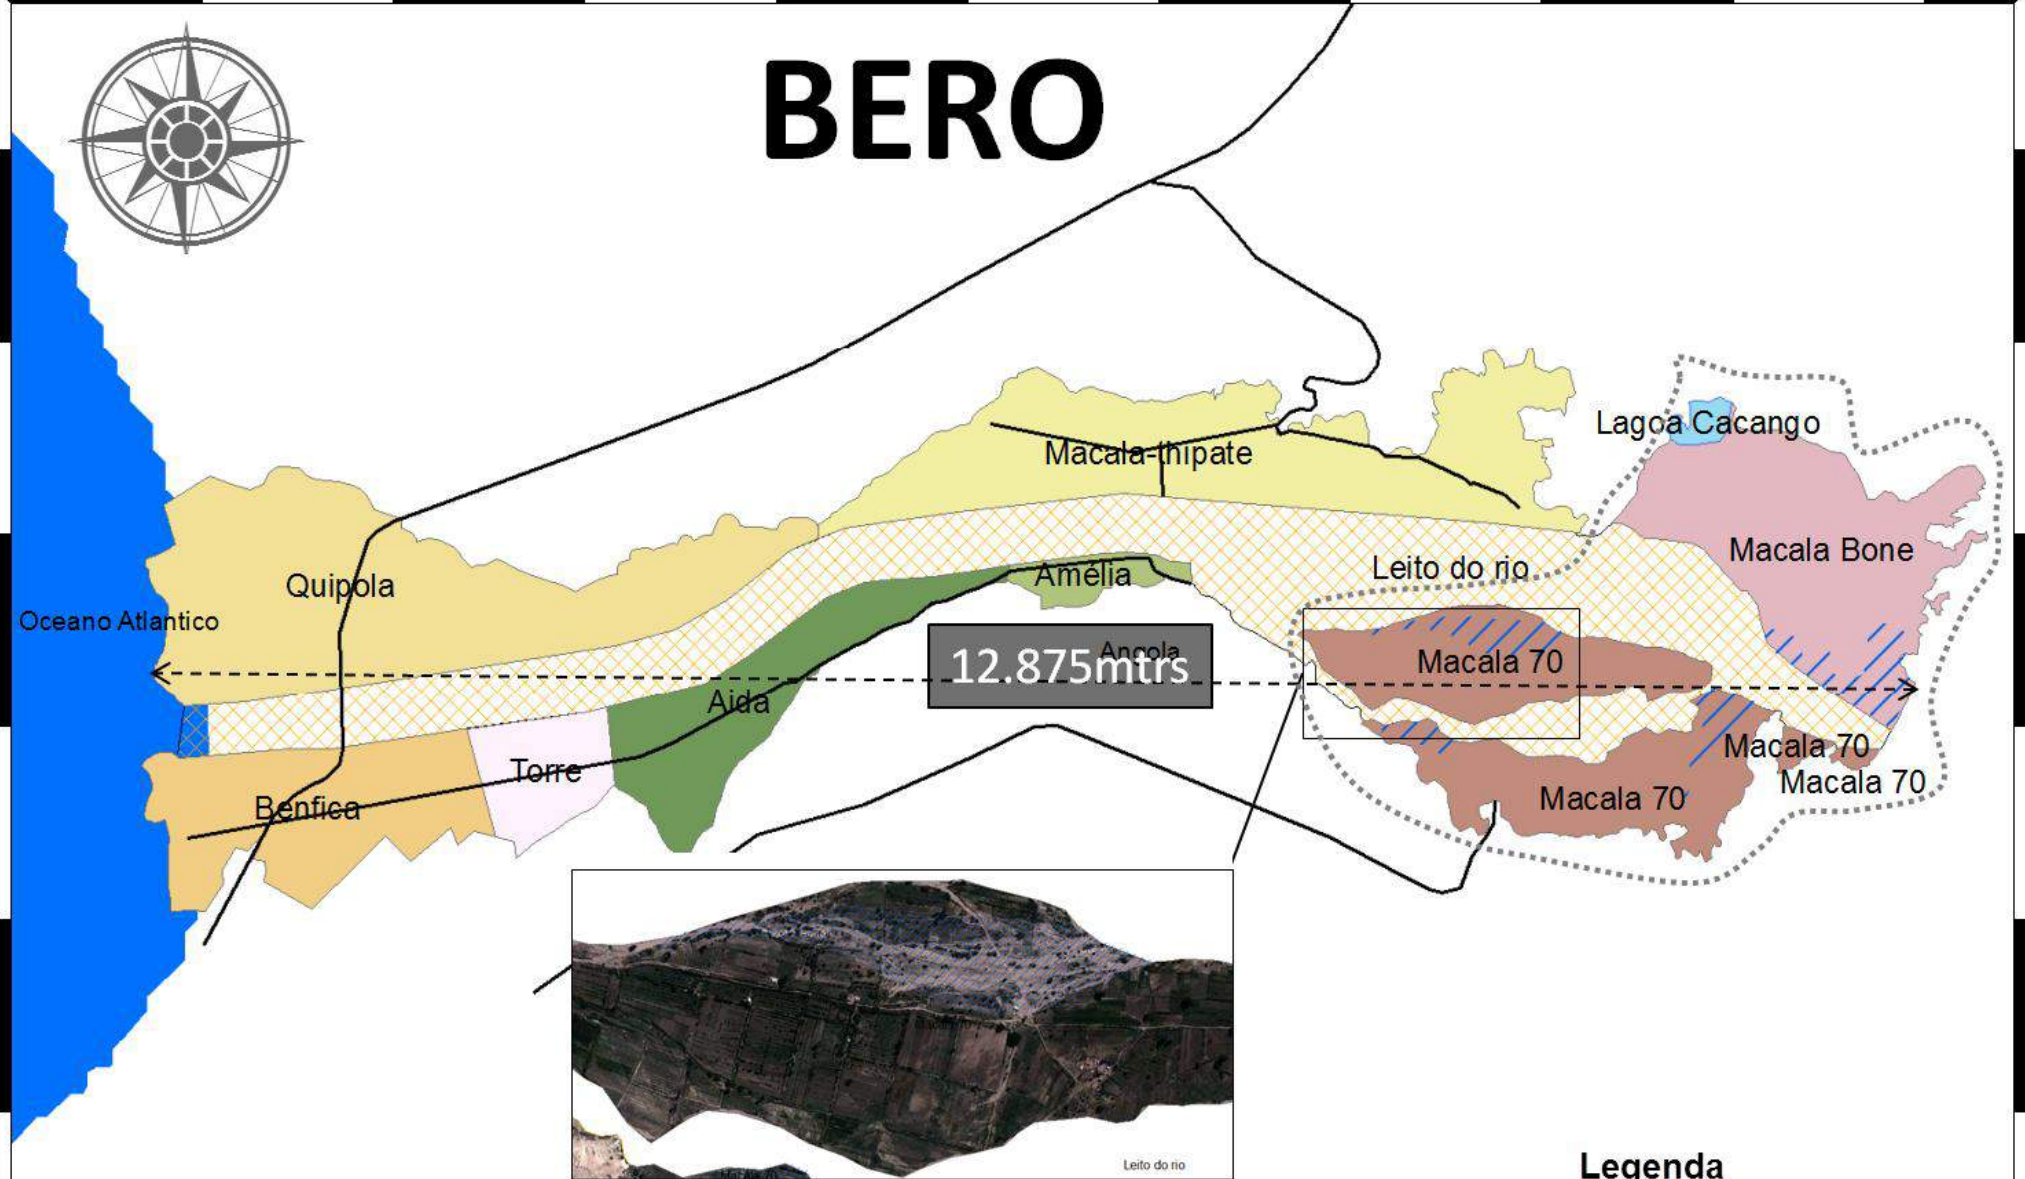 BERO
Lagoa Cacango
Macala-thipate
Macala Bone
Leito do rio
Amélia
Quipola
Oceano Atlantico
Angola
12.875mtrs
Macala 70
Aida
Macala 70
Torre
Macala 70
Macala 70
Benfica
Leito do rio
Legenda